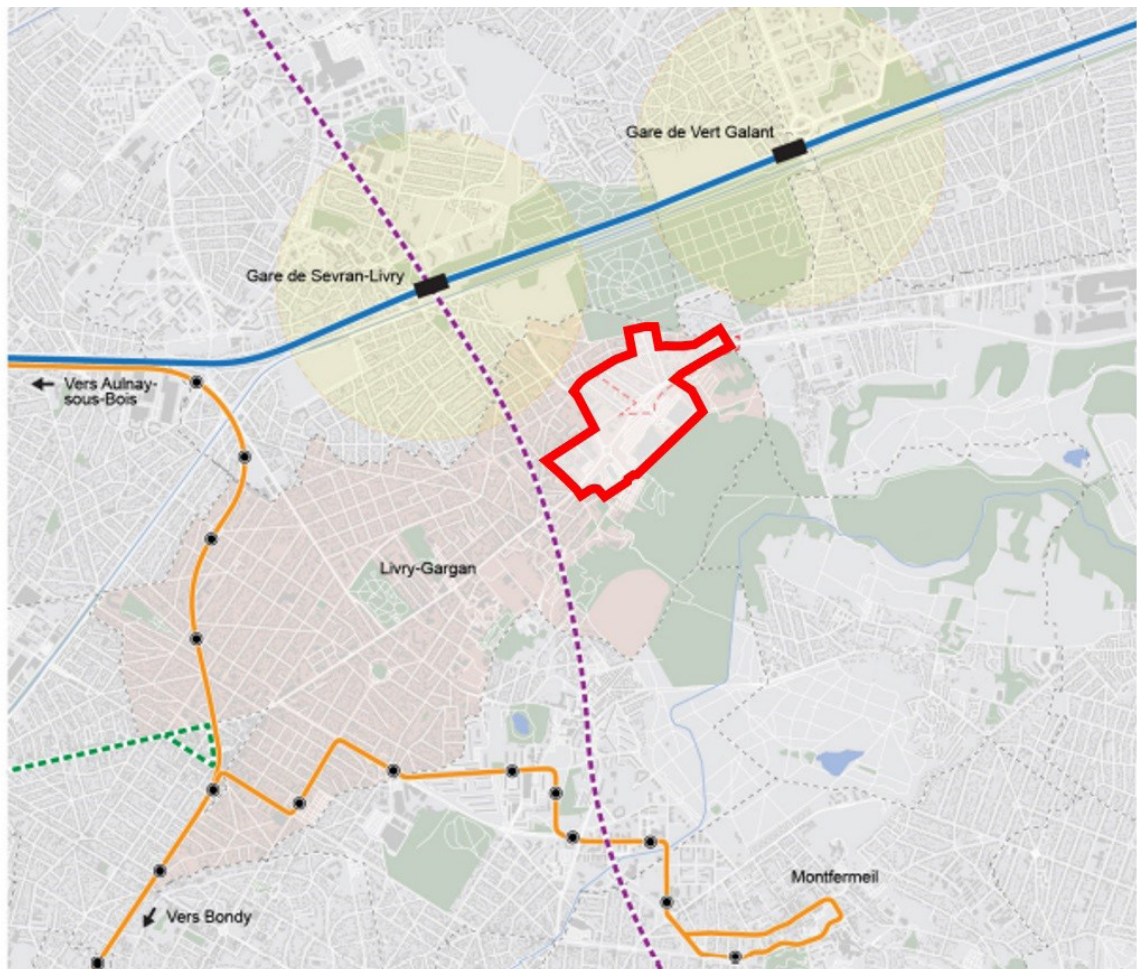 Gare de Vert Galant
Gare de Sevran-Livry
Vers Aulnay-
sous-Bois
Livry-Gargan
Montfermeil
Vers Bondy